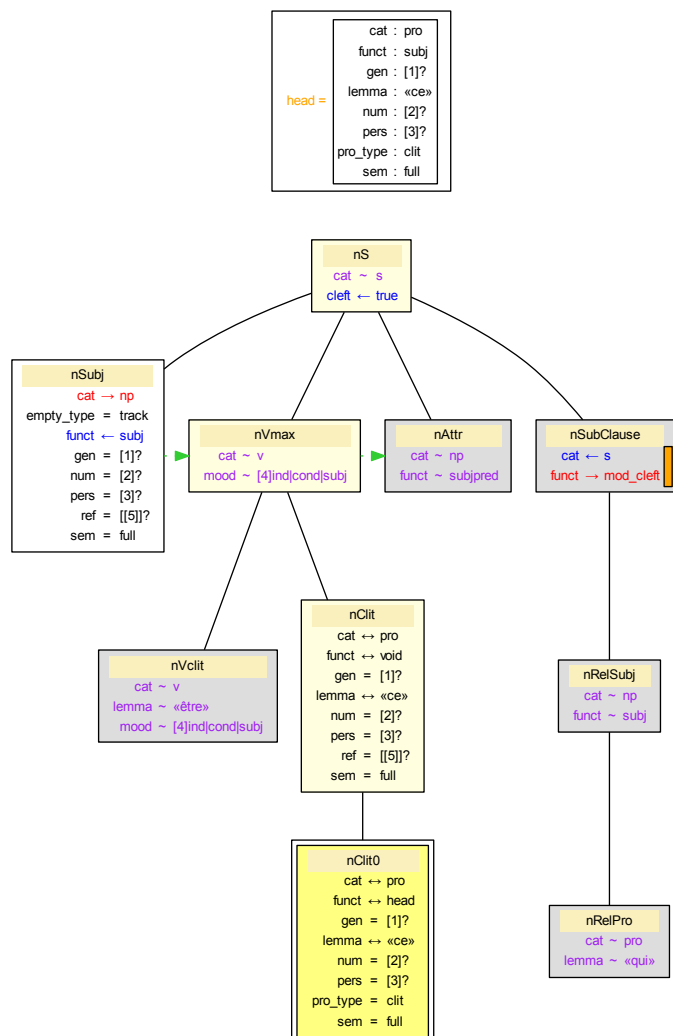 head =
cat : pro
funct : subj
gen : [1]?
lemma : «ce»
num : [2]?
pers : [3]?
pro_type : clit
sem : full
nS
cat ~ s
cleft ← true
nSubj
cat → np
empty_type = track
funct ← subj
gen = [1]?
num = [2]?
pers = [3]?
ref = [[5]]?
sem = full
nVmax
cat ~ v
mood ~ [4]ind|cond|subj
nAttr
cat ~ np
funct ~ subjpred
nSubClause
cat ← s
funct → mod_cleft
nVclit
cat ~ v
lemma ~ «être»
mood ~ [4]ind|cond|subj
nClit
cat ↔ pro
funct ↔ void
gen = [1]?
lemma ↔ «ce»
num = [2]?
pers = [3]?
ref = [[5]]?
sem = full
nRelSubj
cat ~ np
funct ~ subj
nClit0
cat ↔ pro
funct ↔ head
gen = [1]?
lemma ↔ «ce»
num = [2]?
pers = [3]?
pro_type = clit
sem = full
nRelPro
cat ~ pro
lemma ~ «qui»